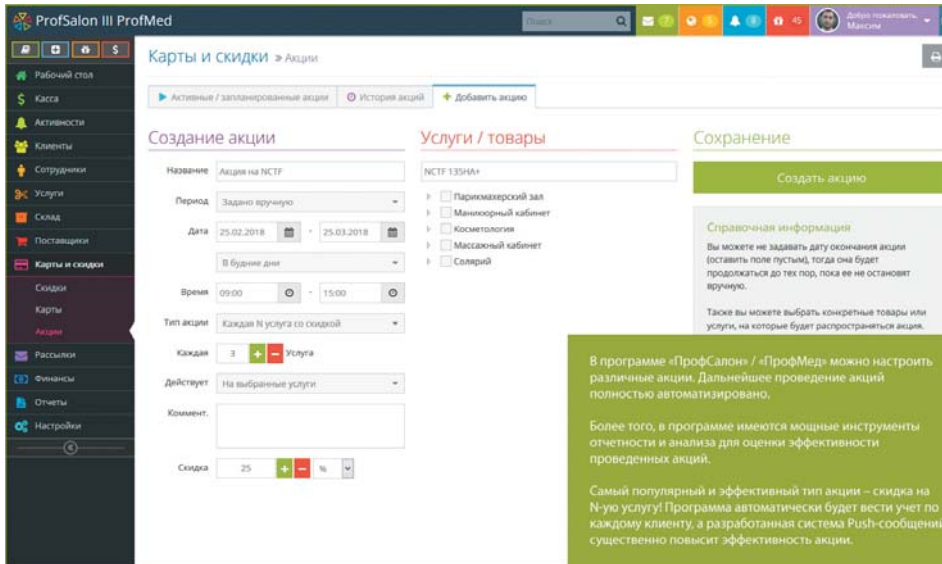 ProfSalon III ProfMed
Поиск
7
5
8
45
Добро пожаловать,
Максим
$
Рабочий стол
Касса
Активности
Клиенты
Сотрудники
Услуги
Склад
Поставщики
Карты и скидки
Скидки
Карты
Акции
Рассылки
Финансы
Отчеты
Настройки
Карты и скидки » Акции
Активные / запланированные акции
История акций
Добавить акцию
Создание акции
Название Акция на NCTF
Период Задано вручную
Дата 25.02.2018 - 25.03.2018
В будние дни
Время 09:00 - 15:00
Тип акции Каждая N услуга со скидкой
Каждая 3 + − Услуга
Действует На выбранные услуги
Коммент.
Скидка 25 + − %
Услуги / товары
NCTF 135HA+
Парикмахерский зал
Маникюрный кабинет
Косметология
Массажный кабинет
Солярий
Сохранение
Создать акцию
Справочная информация
Вы можете не задавать дату окончания акции
(оставить поле пустым), тогда она будет
продолжаться до тех пор, пока ее не остановят
вручную.
Также вы можете выбрать конкретные товары или
услуги, на которые будет распространяться акция.
В программе «ПрофСалон» / «ПрофМед» можно настроить
различные акции. Дальнейшее проведение акций
полностью автоматизировано.
Более того, в программе имеются мощные инструменты
отчетности и анализа для оценки эффективности
проведенных акций.
Самый популярный и эффективный тип акции – скидка на
N-ую услугу! Программа автоматически будет вести учет по
каждому клиенту, а разработанная система Push-сообщений
существенно повысит эффективность акции.